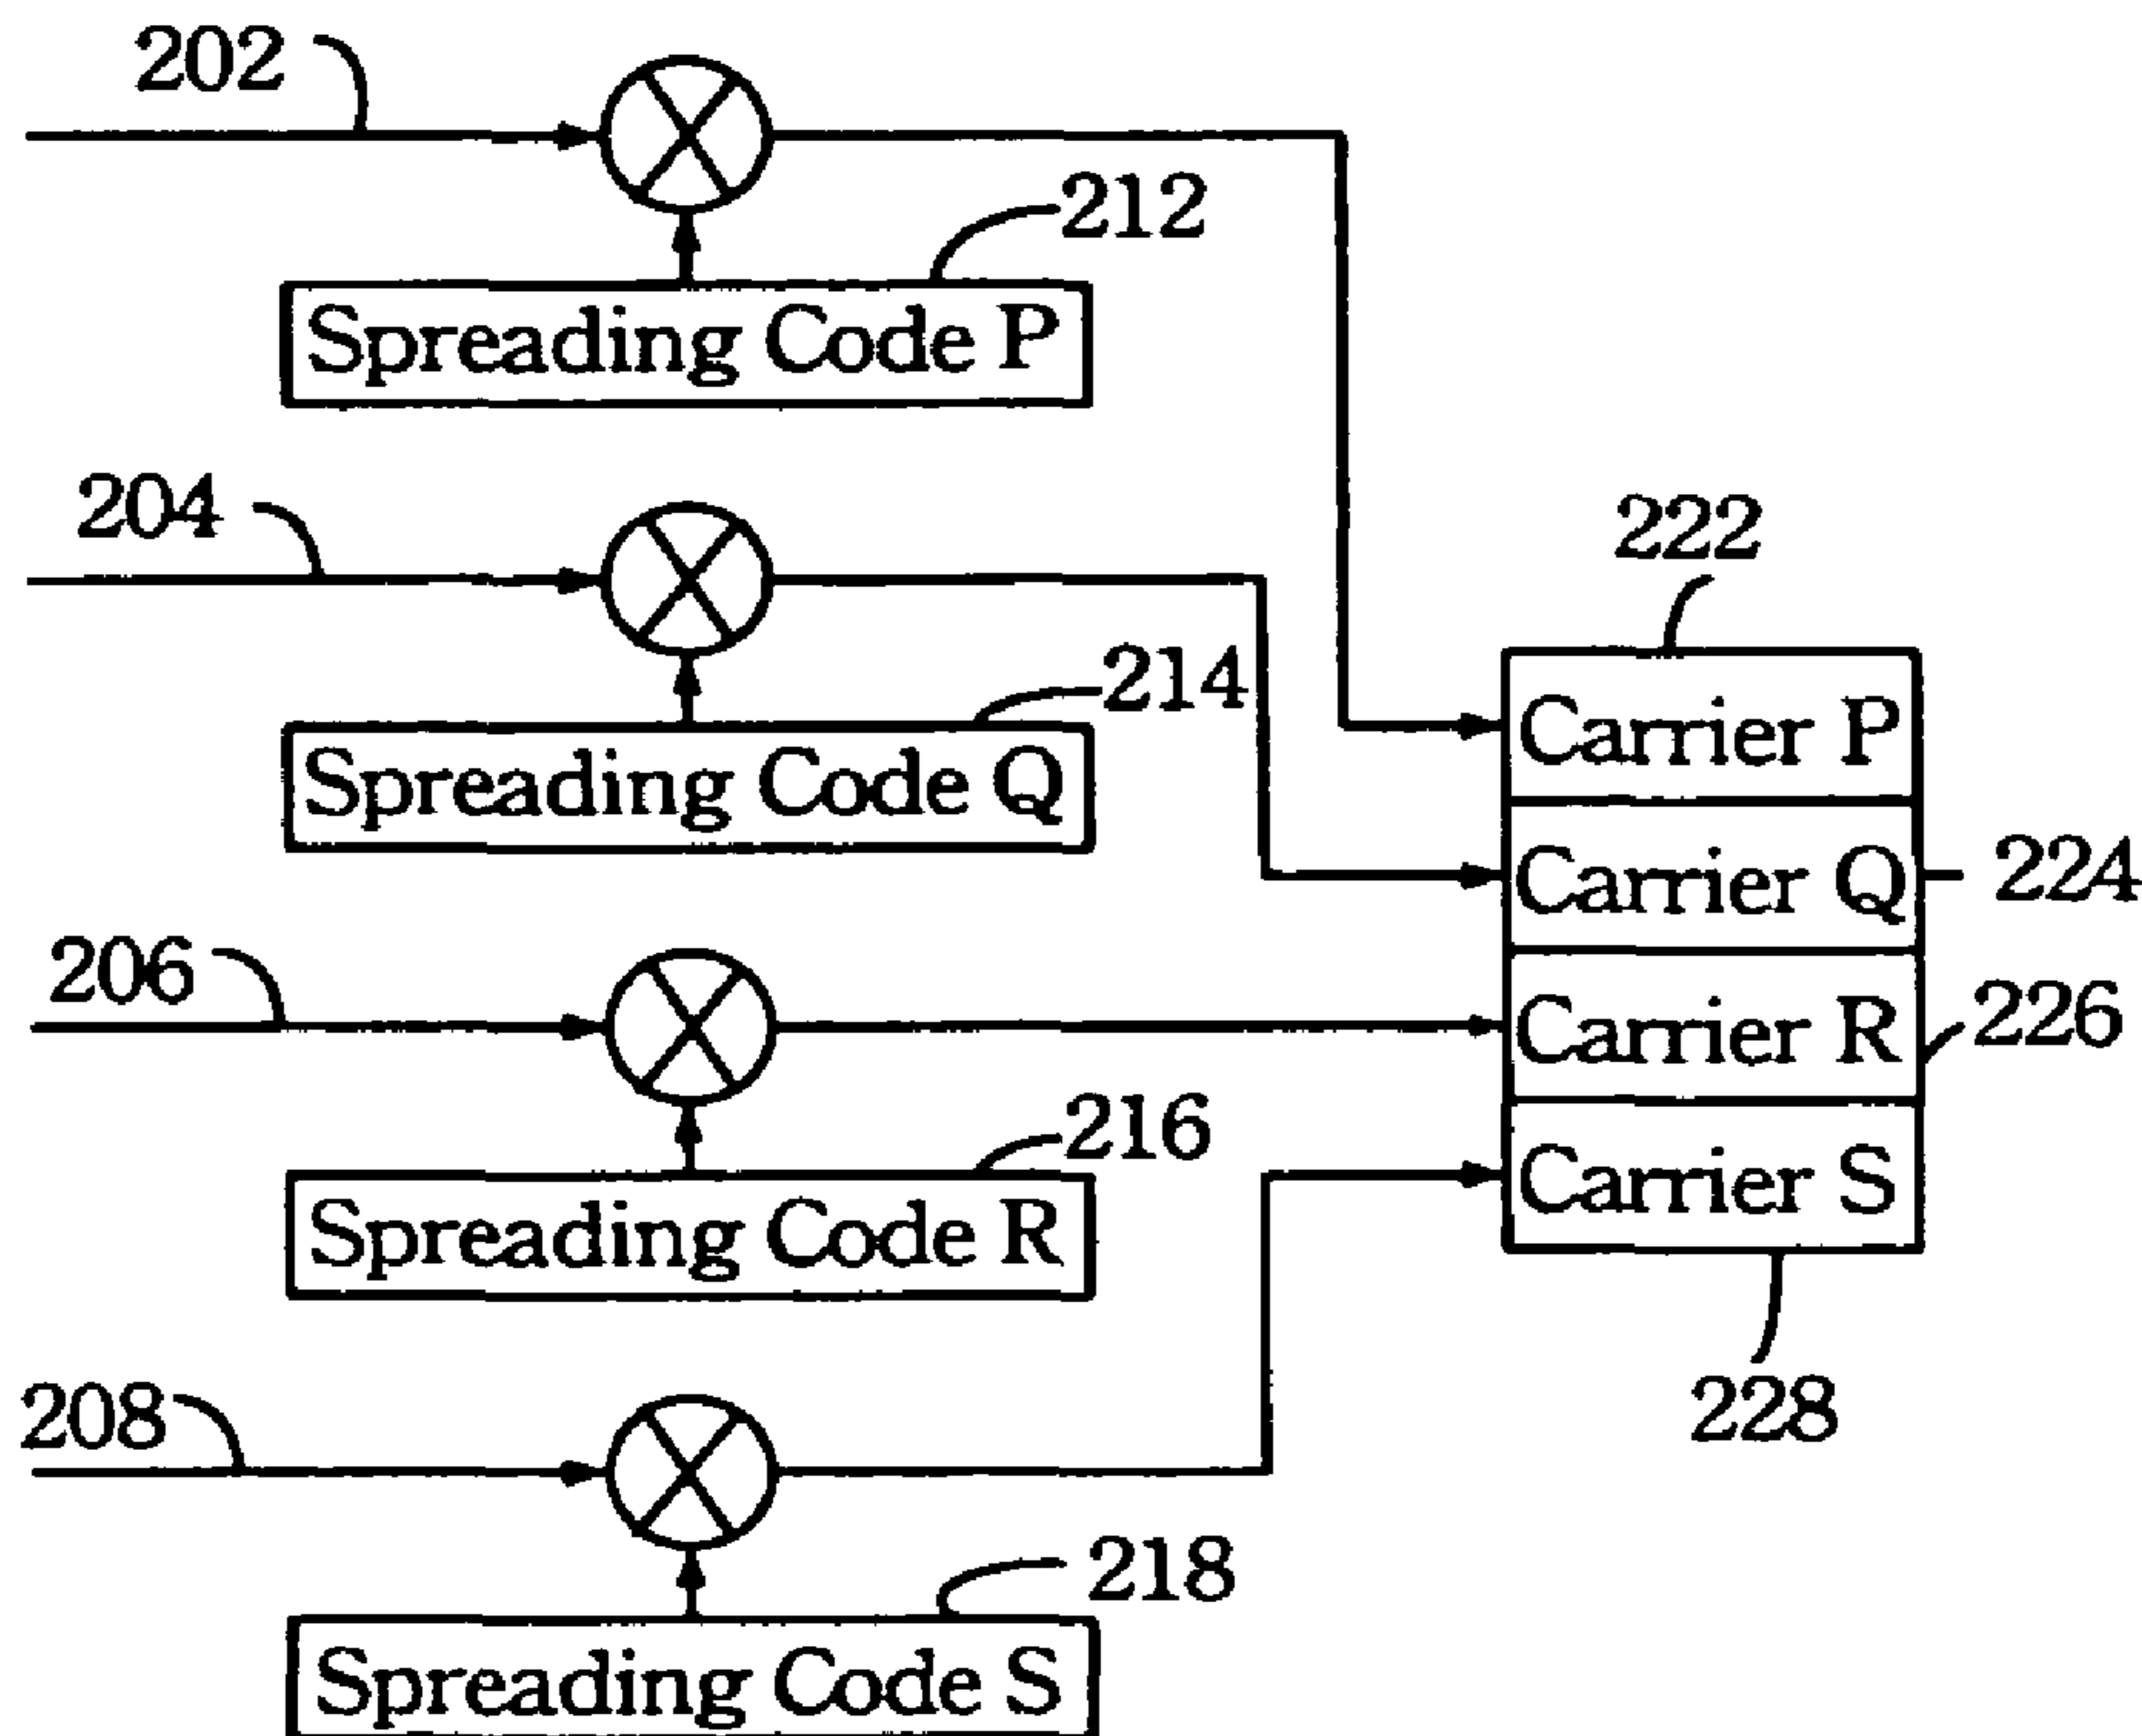 202
212
Spreading Code P
204
222
214
Spreading Code Q
Carrier P
Carrier Q
224
206
Carrier R
226
216
Spreading Code R
Carrier S
208
228
218
Spreading Code S